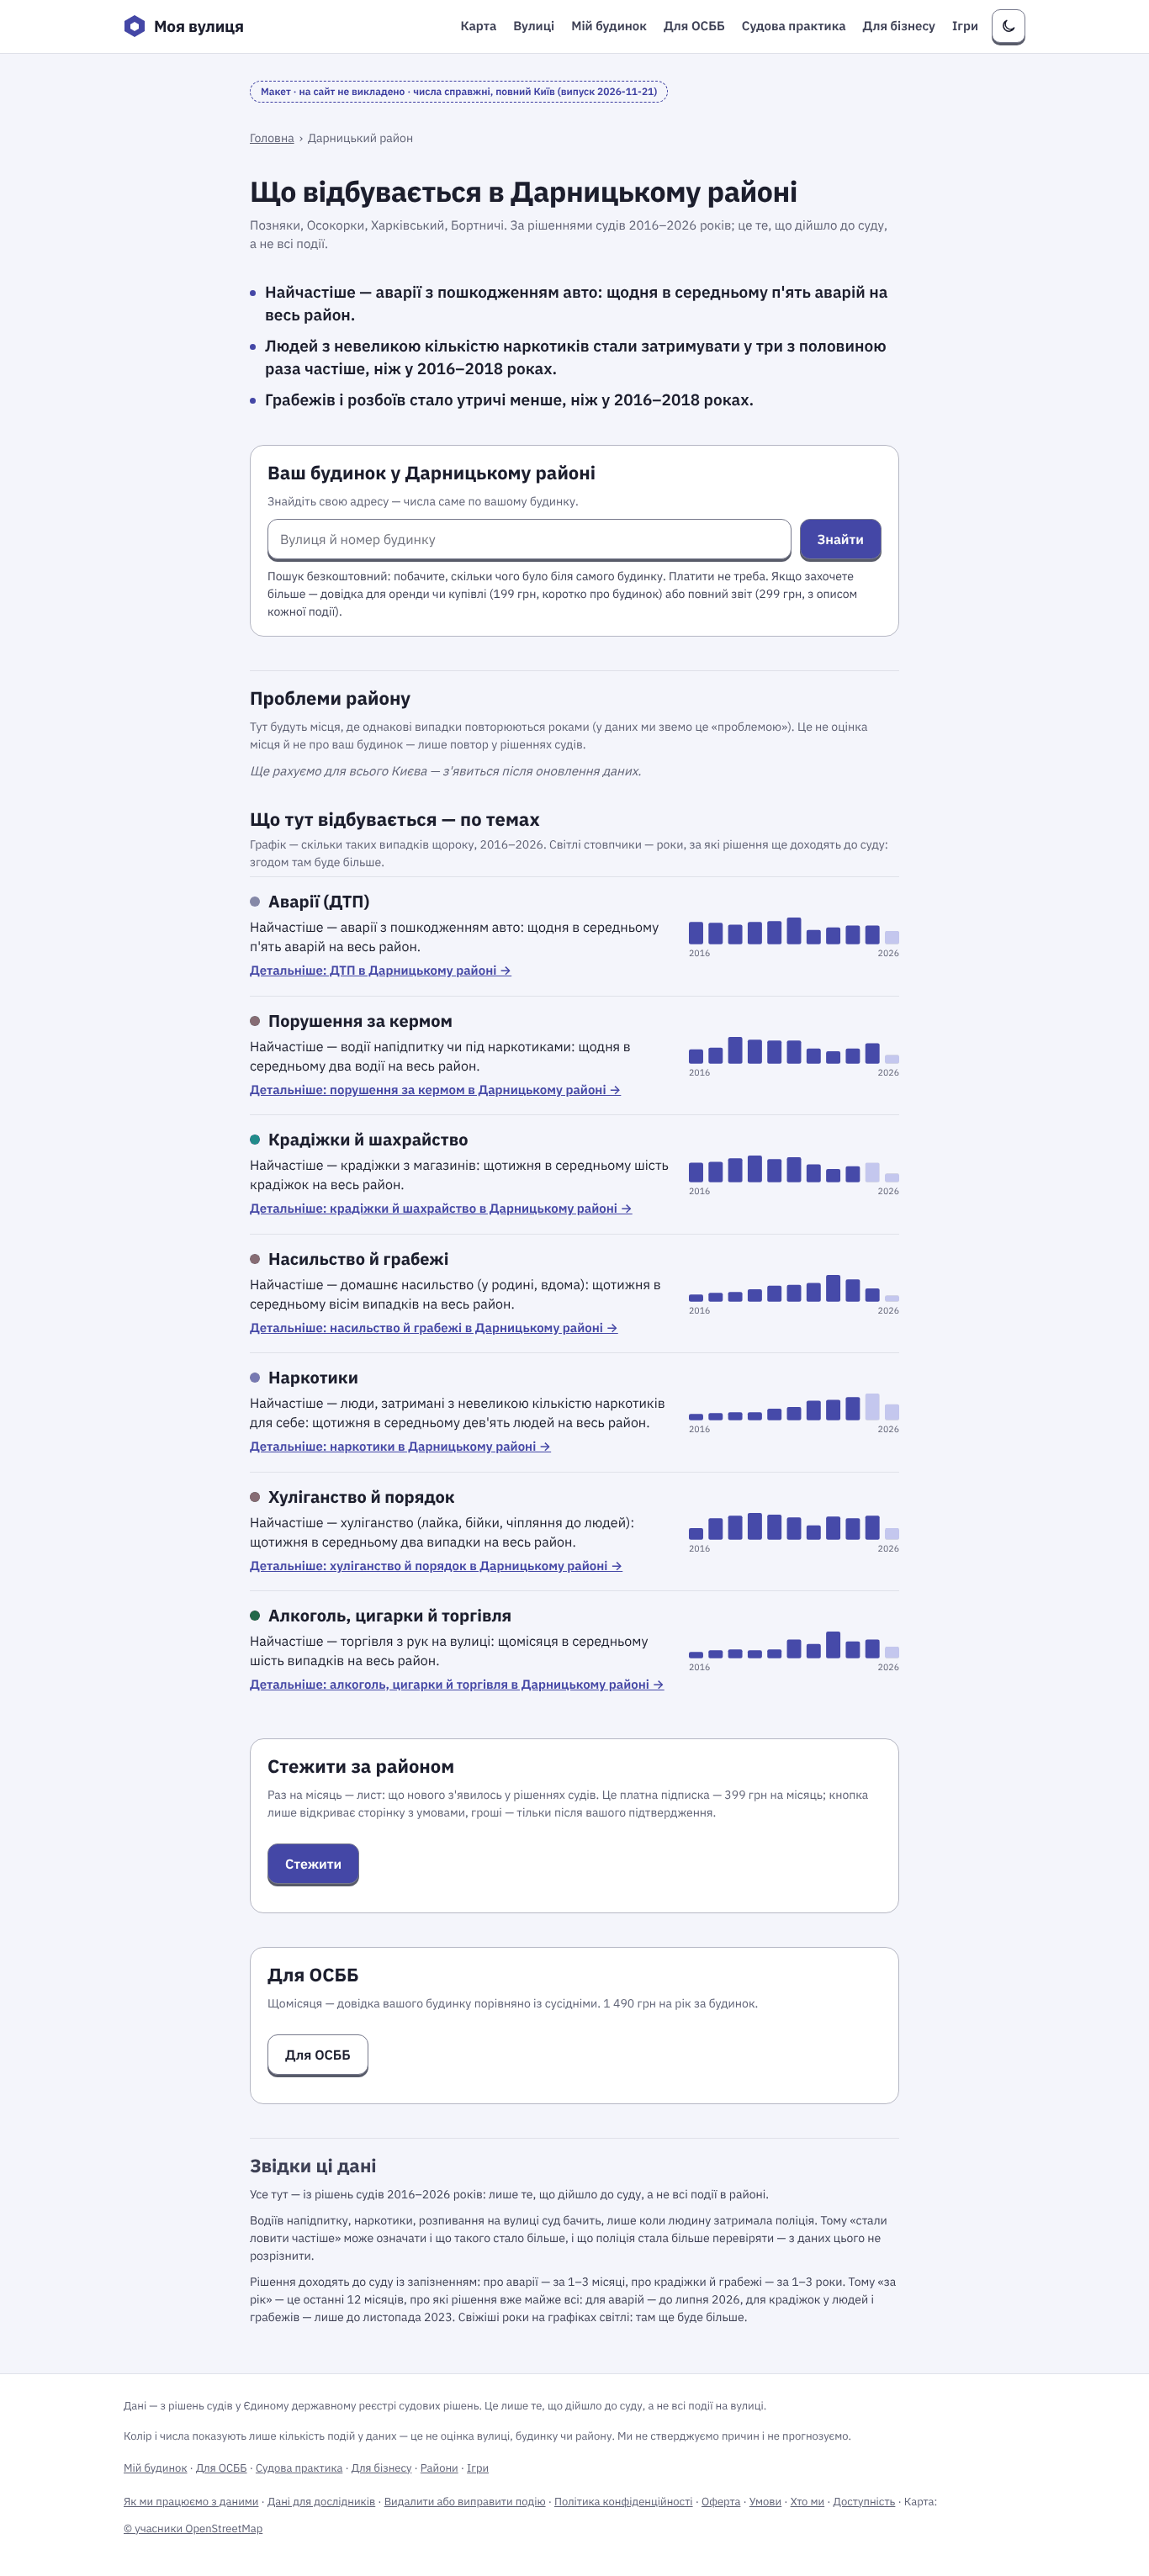 Моя вулиця
Карта Вулиці Мій будинок Для ОСББ Судова практика Для бізнесу Ігри
Макет · на сайт не викладено · числа справжні, повний Київ (випуск 2026-11-21)
Головна › Дарницький район
Що відбувається в Дарницькому районі
Позняки, Осокорки, Харківський, Бортничі. За рішеннями судів 2016–2026 років; це те, що дійшло до суду,
а не всі події.
Найчастіше — аварії з пошкодженням авто: щодня в середньому п'ять аварій на
весь район.
Людей з невеликою кількістю наркотиків стали затримувати у три з половиною
раза частіше, ніж у 2016–2018 роках.
Грабежів і розбоїв стало утричі менше, ніж у 2016–2018 роках.
Ваш будинок у Дарницькому районі
Знайдіть свою адресу — числа саме по вашому будинку.
Вулиця й номер будинку
Знайти
Пошук безкоштовний: побачите, скільки чого було біля самого будинку. Платити не треба. Якщо захочете
більше — довідка для оренди чи купівлі (199 грн, коротко про будинок) або повний звіт (299 грн, з описом
кожної події).
Проблеми району
Тут будуть місця, де однакові випадки повторюються роками (у даних ми звемо це «проблемою»). Це не оцінка
місця й не про ваш будинок — лише повтор у рішеннях судів.
Ще рахуємо для всього Києва — з'явиться після оновлення даних.
Що тут відбувається — по темах
Графік — скільки таких випадків щороку, 2016–2026. Світлі стовпчики — роки, за які рішення ще доходять до суду:
згодом там буде більше.
Аварії (ДТП)
Найчастіше — аварії з пошкодженням авто: щодня в середньому
п'ять аварій на весь район.
Детальніше: ДТП в Дарницькому районі →
2016 2026
Порушення за кермом
Найчастіше — водії напідпитку чи під наркотиками: щодня в
середньому два водії на весь район.
Детальніше: порушення за кермом в Дарницькому районі →
2016 2026
Крадіжки й шахрайство
Найчастіше — крадіжки з магазинів: щотижня в середньому шість
крадіжок на весь район.
Детальніше: крадіжки й шахрайство в Дарницькому районі →
2016 2026
Насильство й грабежі
Найчастіше — домашнє насильство (у родині, вдома): щотижня в
середньому вісім випадків на весь район.
Детальніше: насильство й грабежі в Дарницькому районі →
2016 2026
Наркотики
Найчастіше — люди, затримані з невеликою кількістю наркотиків
для себе: щотижня в середньому дев'ять людей на весь район.
Детальніше: наркотики в Дарницькому районі →
2016 2026
Хуліганство й порядок
Найчастіше — хуліганство (лайка, бійки, чіпляння до людей):
щотижня в середньому два випадки на весь район.
Детальніше: хуліганство й порядок в Дарницькому районі →
2016 2026
Алкоголь, цигарки й торгівля
Найчастіше — торгівля з рук на вулиці: щомісяця в середньому
шість випадків на весь район.
Детальніше: алкоголь, цигарки й торгівля в Дарницькому районі →
2016 2026
Стежити за районом
Раз на місяць — лист: що нового з'явилось у рішеннях судів. Це платна підписка — 399 грн на місяць; кнопка
лише відкриває сторінку з умовами, гроші — тільки після вашого підтвердження.
Стежити
Для ОСББ
Щомісяця — довідка вашого будинку порівняно із сусідніми. 1 490 грн на рік за будинок.
Для ОСББ
Звідки ці дані
Усе тут — із рішень судів 2016–2026 років: лише те, що дійшло до суду, а не всі події в районі.
Водіїв напідпитку, наркотики, розпивання на вулиці суд бачить, лише коли людину затримала поліція. Тому «стали
ловити частіше» може означати і що такого стало більше, і що поліція стала більше перевіряти — з даних цього не
розрізнити.
Рішення доходять до суду із запізненням: про аварії — за 1–3 місяці, про крадіжки й грабежі — за 1–3 роки. Тому «за
рік» — це останні 12 місяців, про які рішення вже майже всі: для аварій — до липня 2026, для крадіжок у людей і
грабежів — лише до листопада 2023. Свіжіші роки на графіках світлі: там ще буде більше.
Дані — з рішень судів у Єдиному державному реєстрі судових рішень. Це лише те, що дійшло до суду, а не всі події на вулиці.
Колір і числа показують лише кількість подій у даних — це не оцінка вулиці, будинку чи району. Ми не стверджуємо причин і не прогнозуємо.
Мій будинок · Для ОСББ · Судова практика · Для бізнесу · Райони · Ігри
Як ми працюємо з даними · Дані для дослідників · Видалити або виправити подію · Політика конфіденційності · Оферта · Умови · Хто ми · Доступність · Карта:
© учасники OpenStreetMap